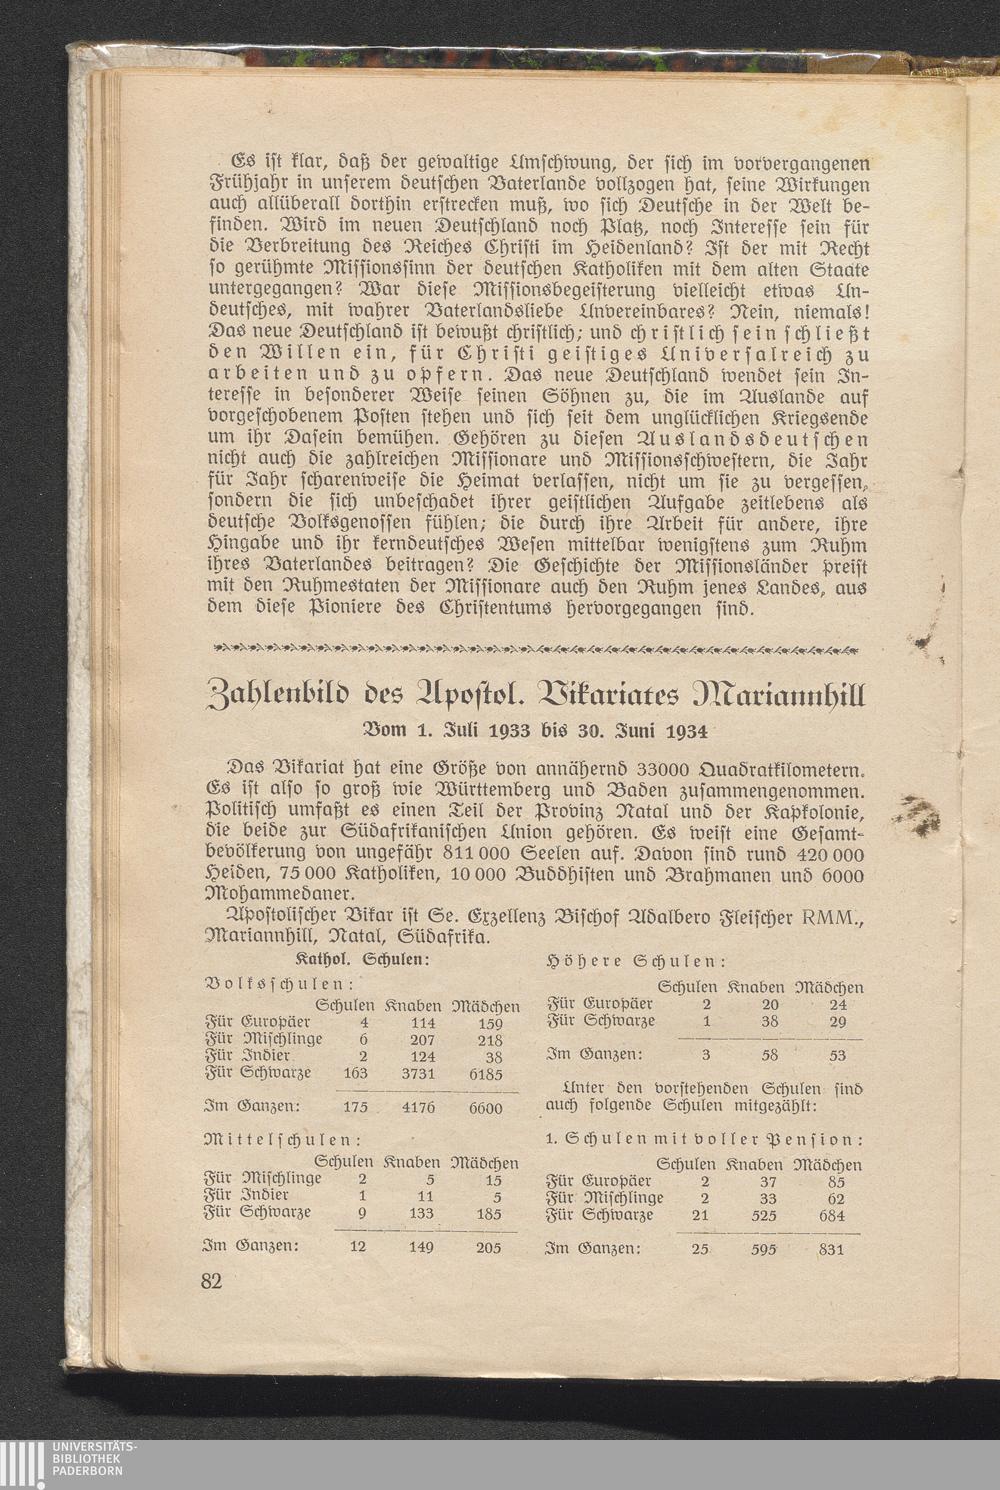 Es ist klar, daß der gewaltige Umschwung, der sich im vorvergangenen
Frühjahr in unserem deutschen Vaterlande vollzogen hat, seine Wirkungen
auch allüberall dorthin erstrecken muß, wo sich Deutsche in der Welt be-
finden. Wird im neuen Deutschland noch Platz, noch Interesse sein für
die Verbreitung des Reiches Christi im Heidenland? Ist der mit Recht
so gerühmte Missionssinn der deutschen Katholiken mit dem alten Staate
untergegangen? War diese Missionsbegeisterung vielleicht etwas Un-
deutsches, mit wahrer Vaterlandsliebe Unvereinbares? Nein, niemals!
Das neue Deutschland ist bewußt christlich; und christlich sein schließt
den Willen ein, für Christi geistiges Universalreich zu
arbeiten und zu opfern. Das neue Deutschland wendet sein In-
teresse in besonderer Weise seinen Söhnen zu, die im Auslande auf
vorgeschobenem Posten stehen und sich seit dem unglücklichen Kriegsende
um ihr Dasein bemühen. Gehören zu diesen Auslandsdeutschen
nicht auch die zahlreichen Missionare und Missionsschwestern, die Jahr
für Jahr scharenweise die Heimat verlassen, nicht um sie zu vergessen,
sondern die sich unbeschadet ihrer geistlichen Aufgabe zeitlebens als
deutsche Volksgenossen fühlen; die durch ihre Arbeit für andere, ihre
Hingabe und ihr kerndeutsches Wesen mittelbar wenigstens zum Ruhm
ihres Vaterlandes beitragen? Die Geschichte der Missionsländer preist
mit den Ruhmestaten der Missionare auch den Ruhm jenes Landes, aus
dem diese Pioniere des Christentums hervorgegangen sind.
Zahlenbild des Apostol. Vikariates Mariannhill
Vom 1. Juli 1933 bis 30. Juni 1934
Das Vikariat hat eine Größe von annähernd 33000 Quadratkilometern.
Es ist also so groß wie Württemberg und Baden zusammengenommen.
Politisch umfaßt es einen Teil der Provinz Natal und der Kapkolonie,
die beide zur Südafrikanischen Union gehören. Es weist eine Gesamt-
bevölkerung von ungefähr 811 000 Seelen auf. Davon sind rund 420 000
Heiden, 75 000 Katholiken, 10 000 Buddhisten und Brahmanen und 6000
Mohammedaner.
Apostolischer Vikar ist Se. Exzellenz Bischof Adalbero Fleischer RMM.,
Mariannhill, Natal, Südafrika.
Kathol. Schulen:
Volksschulen:
Schulen Knaben Mädchen
Für Europäer 4 114 159
Für Mischlinge 6 207 218
Für Indier 2 124 38
Für Schwarze 163 3731 6185
Im Ganzen: 175 4176 6600
Mittelschulen:
Schulen Knaben Mädchen
Für Mischlinge 2 5 15
Für Indier 1 11 5
Für Schwarze 9 133 185
Im Ganzen: 12 149 205
Höhere Schulen:
Schulen Knaben Mädchen
Für Europäer 2 20 24
Für Schwarze 1 38 29
Im Ganzen: 3 58 53
Unter den vorstehenden Schulen sind
auch folgende Schulen mitgezählt:
1. Schulen mit voller Pension:
Schulen Knaben Mädchen
Für Europäer 2 37 85
Für Mischlinge 2 33 62
Für Schwarze 21 525 684
Im Ganzen: 25 595 831
82
UNIVERSITÄTS-
BIBLIOTHEK
PADERBORN